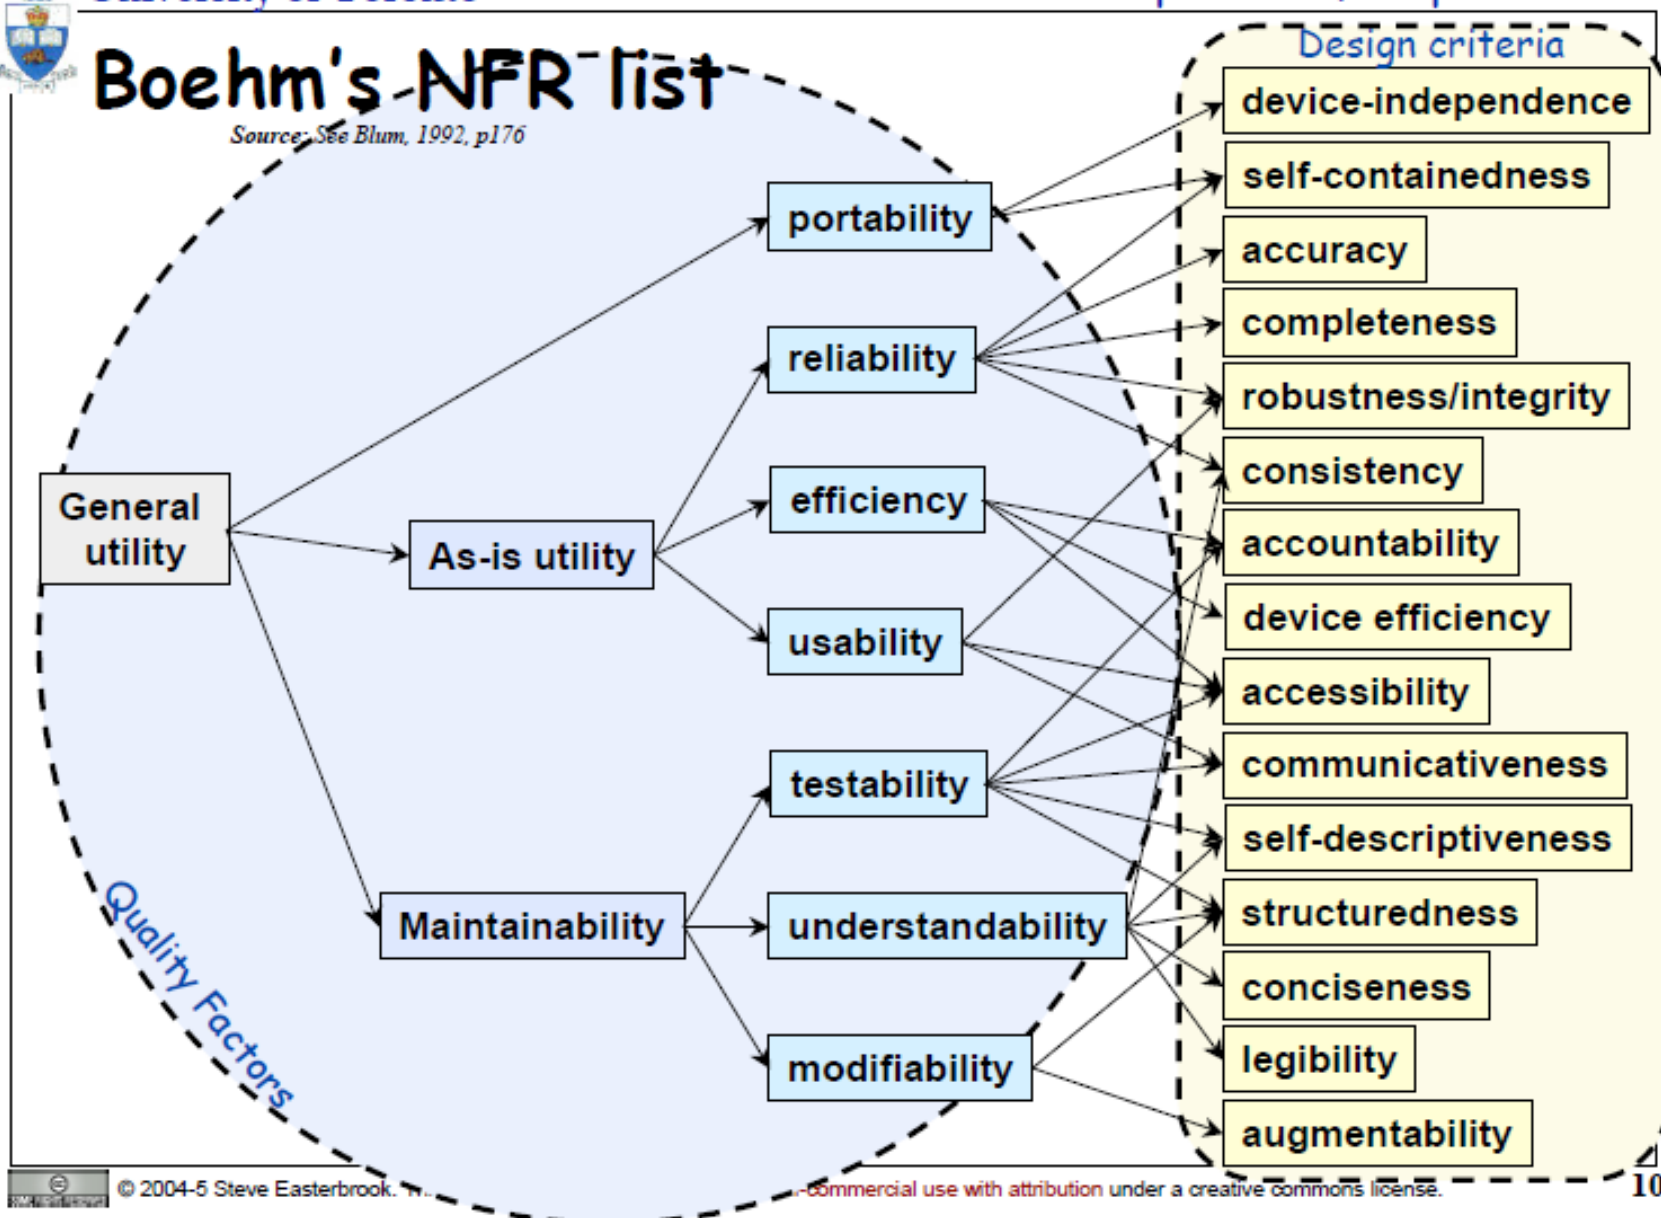 Boehm's NFR list
Source: See Blum, 1992, p176
Design criteria
device-independence
self-containedness
accuracy
completeness
robustness/integrity
consistency
accountability
device efficiency
accessibility
communicativeness
self-descriptiveness
structuredness
conciseness
legibility
augmentability
portability
reliability
efficiency
usability
testability
understandability
modifiability
General
utility
As-is utility
Maintainability
Quality Factors
© 2004-5 Steve Easterbrook.
-commercial use with attribution under a creative commons license.
10